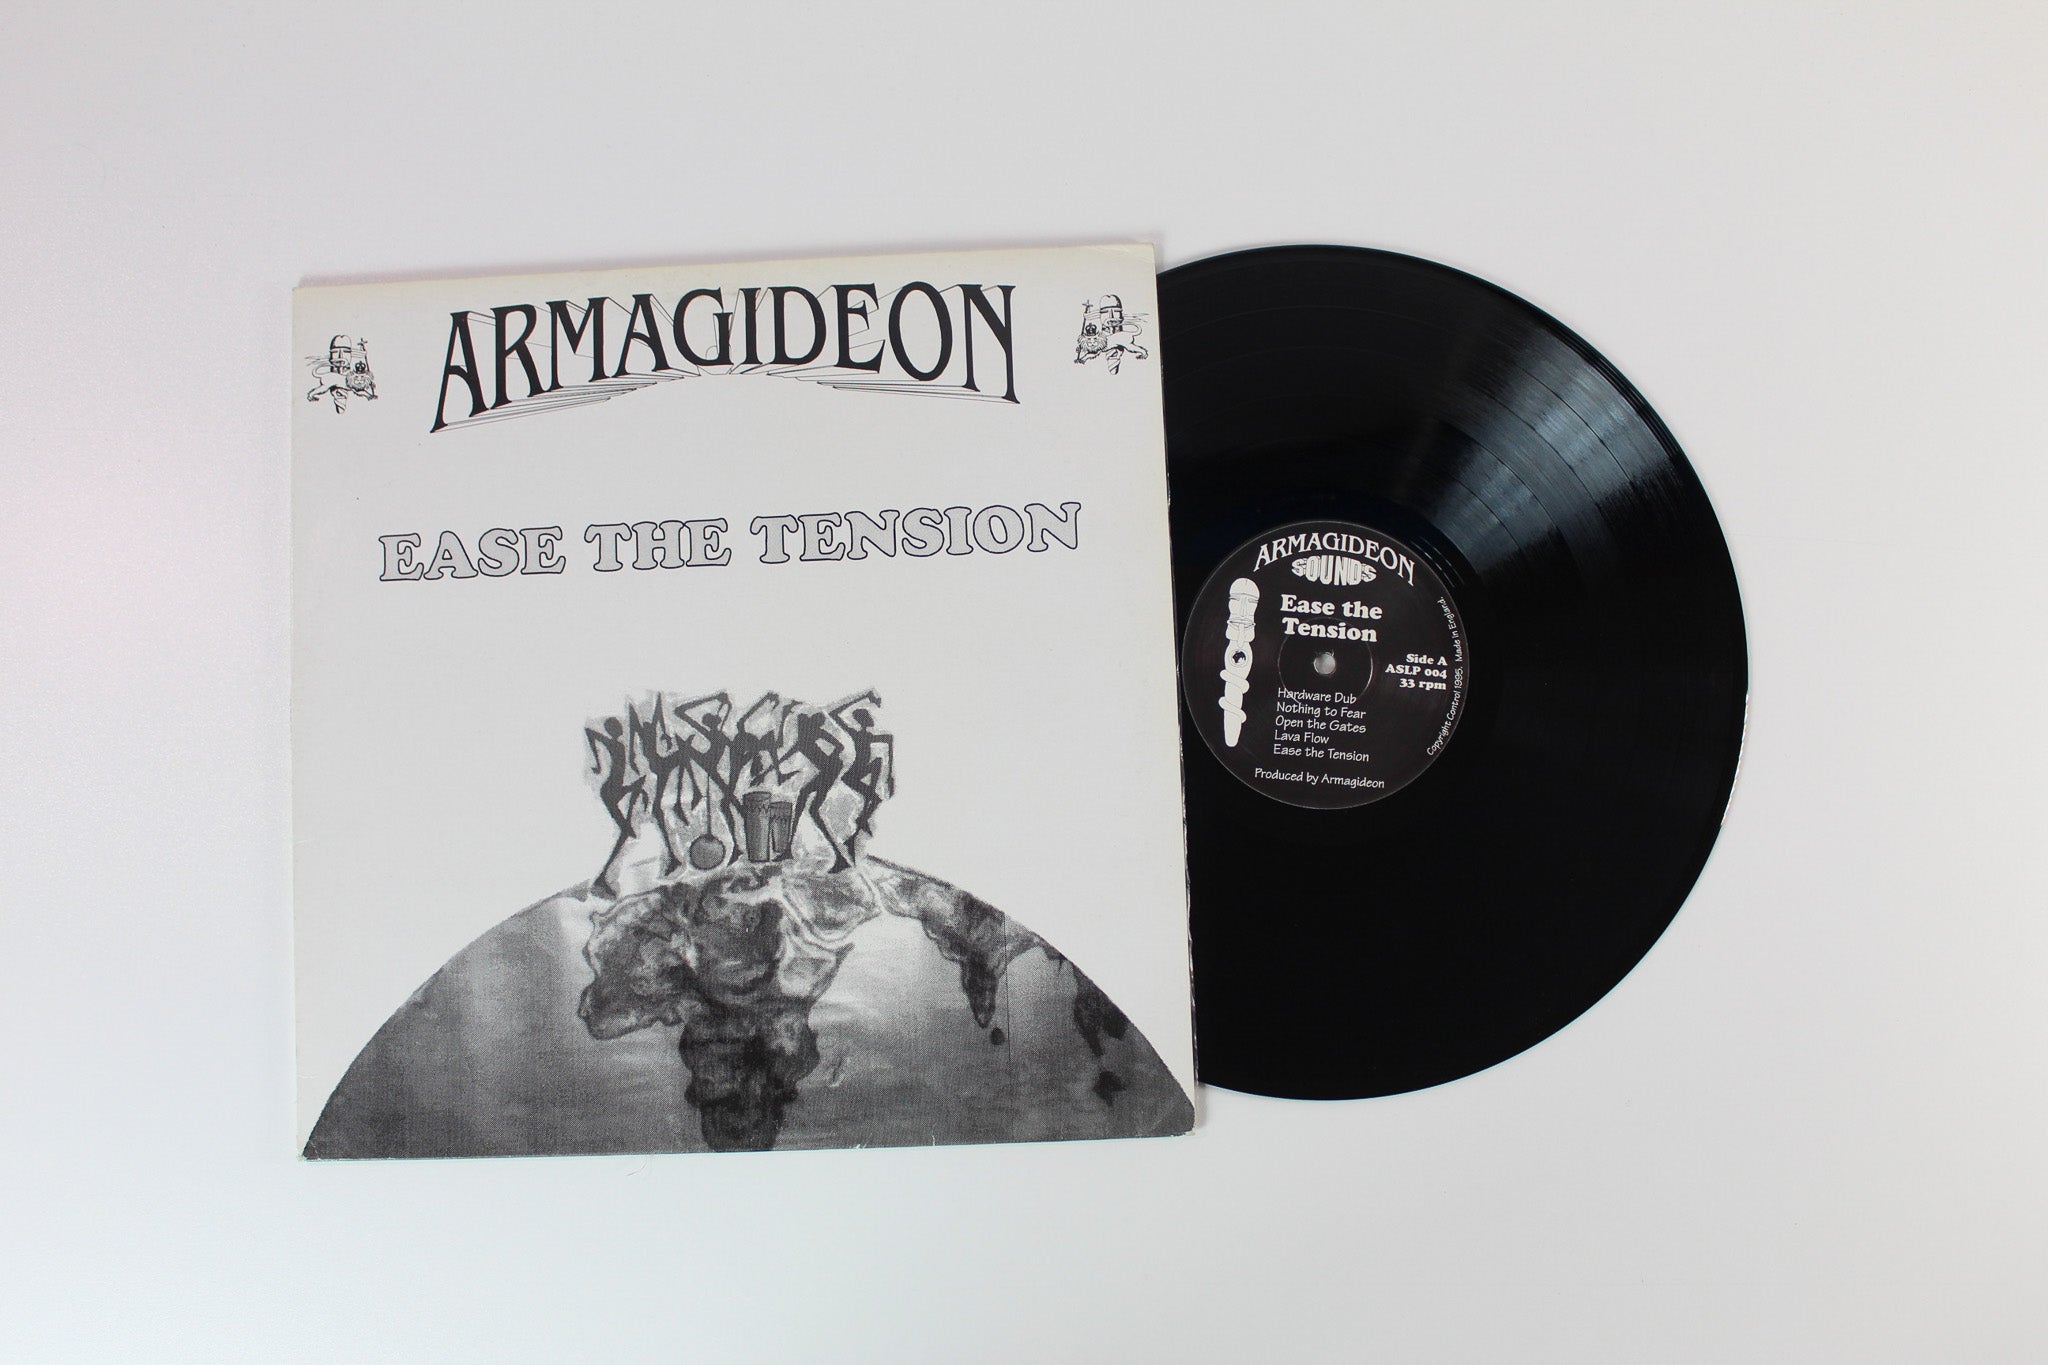 ARMAGIDEON
EASE THE TENSION
ARMAGIDEON
SOUNDS
Ease the
Tension
Side A
ASLP 004
33 rpm
Hardware Dub
Nothing to Fear
Open the Gates
Lava Flow
Ease the Tension
Produced by Armagideon
Copyright Control 1995. Made in England.